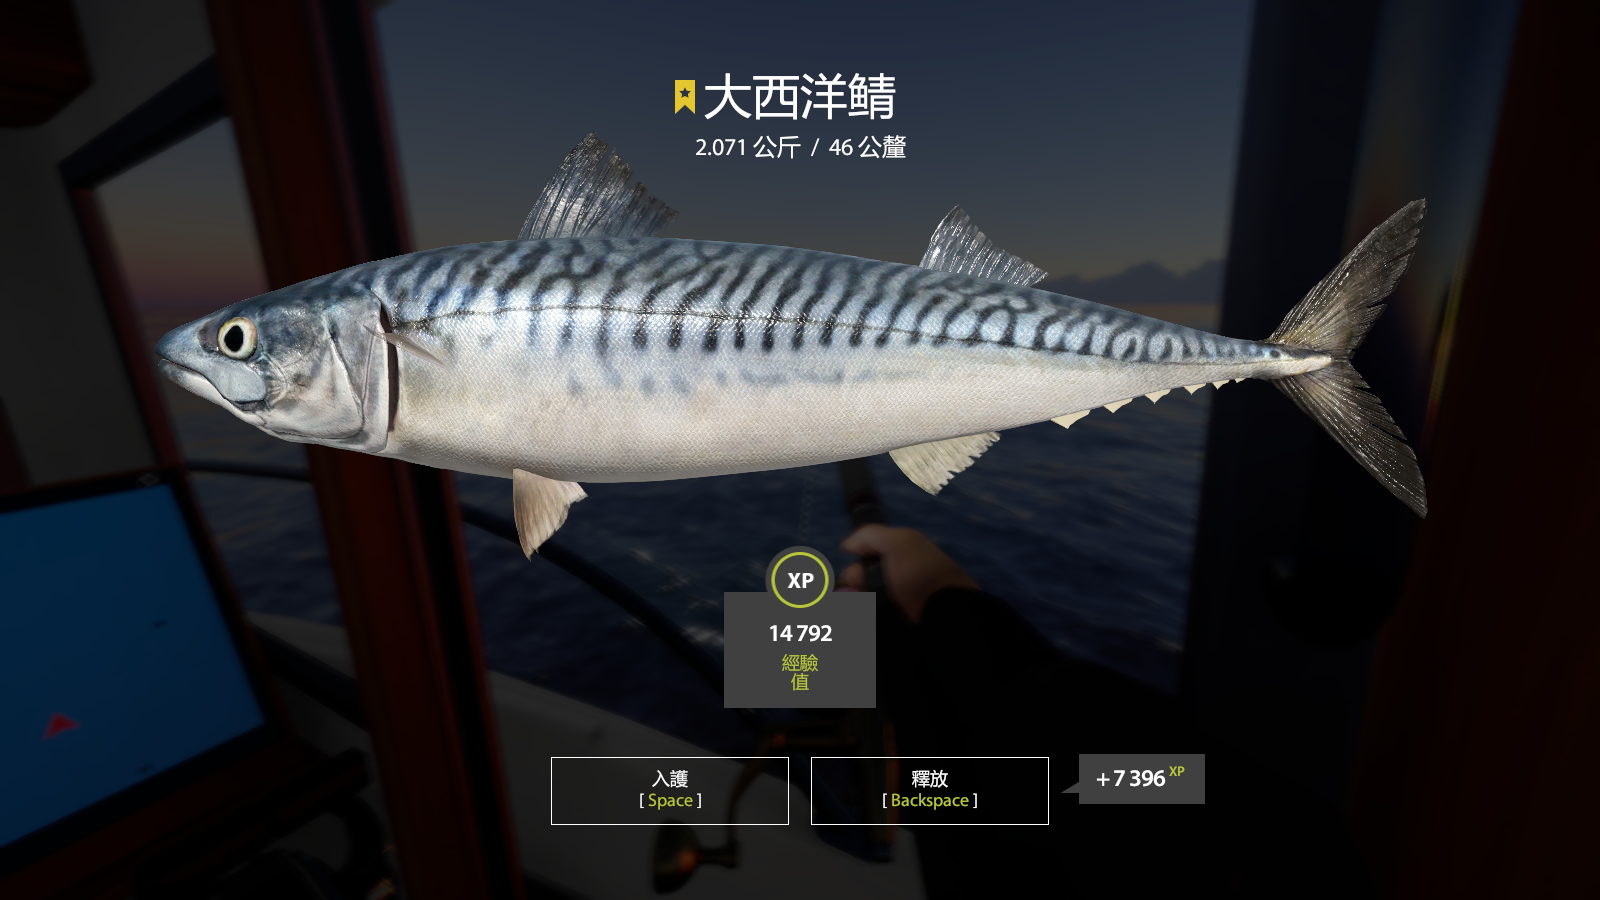 大西洋鯖
2.071 公斤 / 46 公釐
XP
14 792
經驗
值
入護
[ Space ]
釋放
[ Backspace ]
+7 396 XP